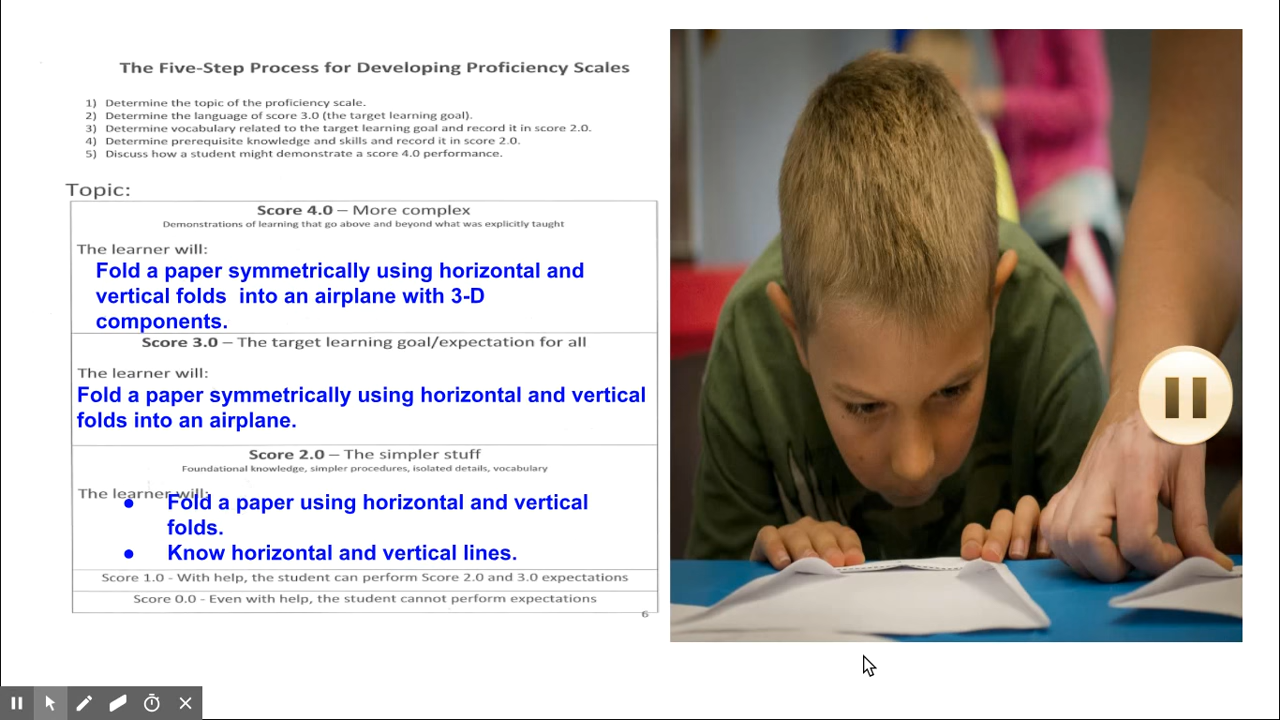 The Five-Step Process for Developing Proficiency Scales
1) Determine the topic of the proficiency scale.
2) Determine the language of score 3.0 (the target learning goal).
3) Determine vocabulary related to the target learning goal and record it in score 2.0.
4) Determine prerequisite knowledge and skills and record it in score 2.0.
5) Discuss how a student might demonstrate a score 4.0 performance.
Topic:
Score 4.0 – More complex
Demonstrations of learning that go above and beyond what was explicitly taught
The learner will:
Fold a paper symmetrically using horizontal and
vertical folds into an airplane with 3-D
components.
Score 3.0 – The target learning goal/expectation for all
The learner will:
Fold a paper symmetrically using horizontal and vertical
folds into an airplane.
Score 2.0 – The simpler stuff
Foundational knowledge, simpler procedures, isolated details, vocabulary
The learner will:
● Fold a paper using horizontal and vertical
folds.
● Know horizontal and vertical lines.
Score 1.0 - With help, the student can perform Score 2.0 and 3.0 expectations
Score 0.0 - Even with help, the student cannot perform expectations
6